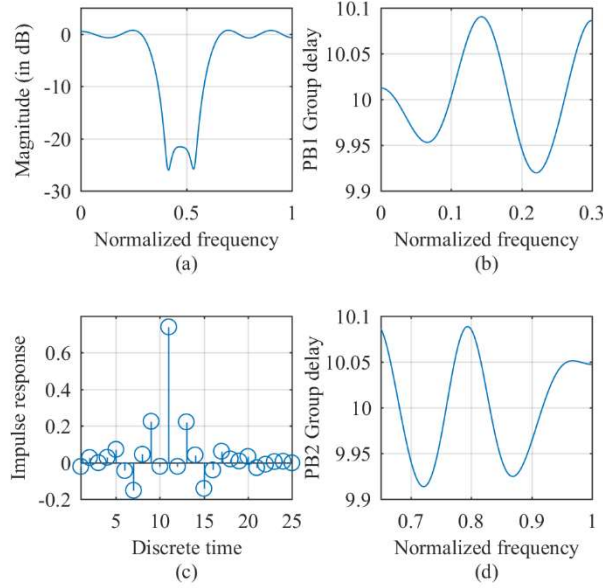 0
-10
-20
-30
Magnitude (in dB)
0 0.5 1
Normalized frequency
(a)
10.1
10.05
10
9.95
9.9
PB1 Group delay
0 0.1 0.2 0.3
Normalized frequency
(b)
0.6
0.4
0.2
0
-0.2
Impulse response
5 10 15 20 25
Discrete time
(c)
10.1
10.05
10
9.95
9.9
PB2 Group delay
0.7 0.8 0.9 1
Normalized frequency
(d)